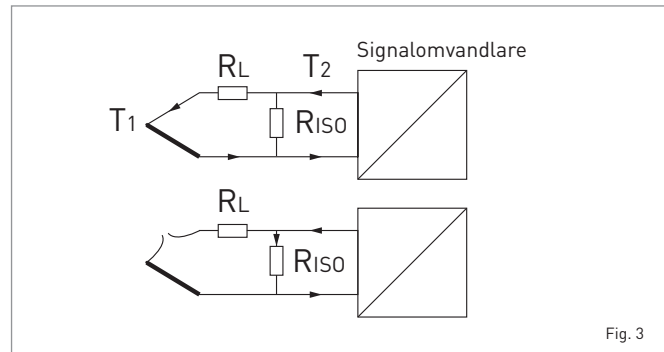 Signalomvandlare
RL T2
T1 RISO
RL
RISO
Fig. 3